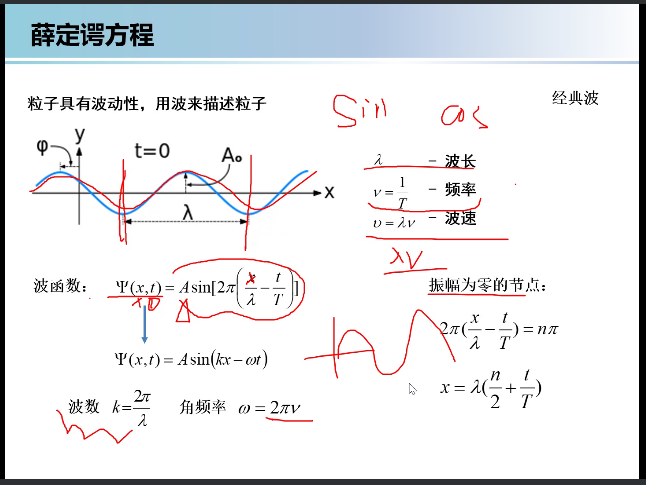 薛定谔方程
粒子具有波动性，用波来描述粒子
Sin cos
经典波
φ y t=0 A₀ x
λ
λ － 波长
ν = 1/T － 频率
υ = λν － 波速
λν
波函数： Ψ(x,t) = A sin[2π(x/λ − t/T)]
x,0
Ψ(x,t) = A sin(kx − ωt)
波数 k = 2π/λ 角频率 ω = 2πν
振幅为零的节点：
2π(x/λ − t/T) = nπ
x = λ(n/2 + t/T)